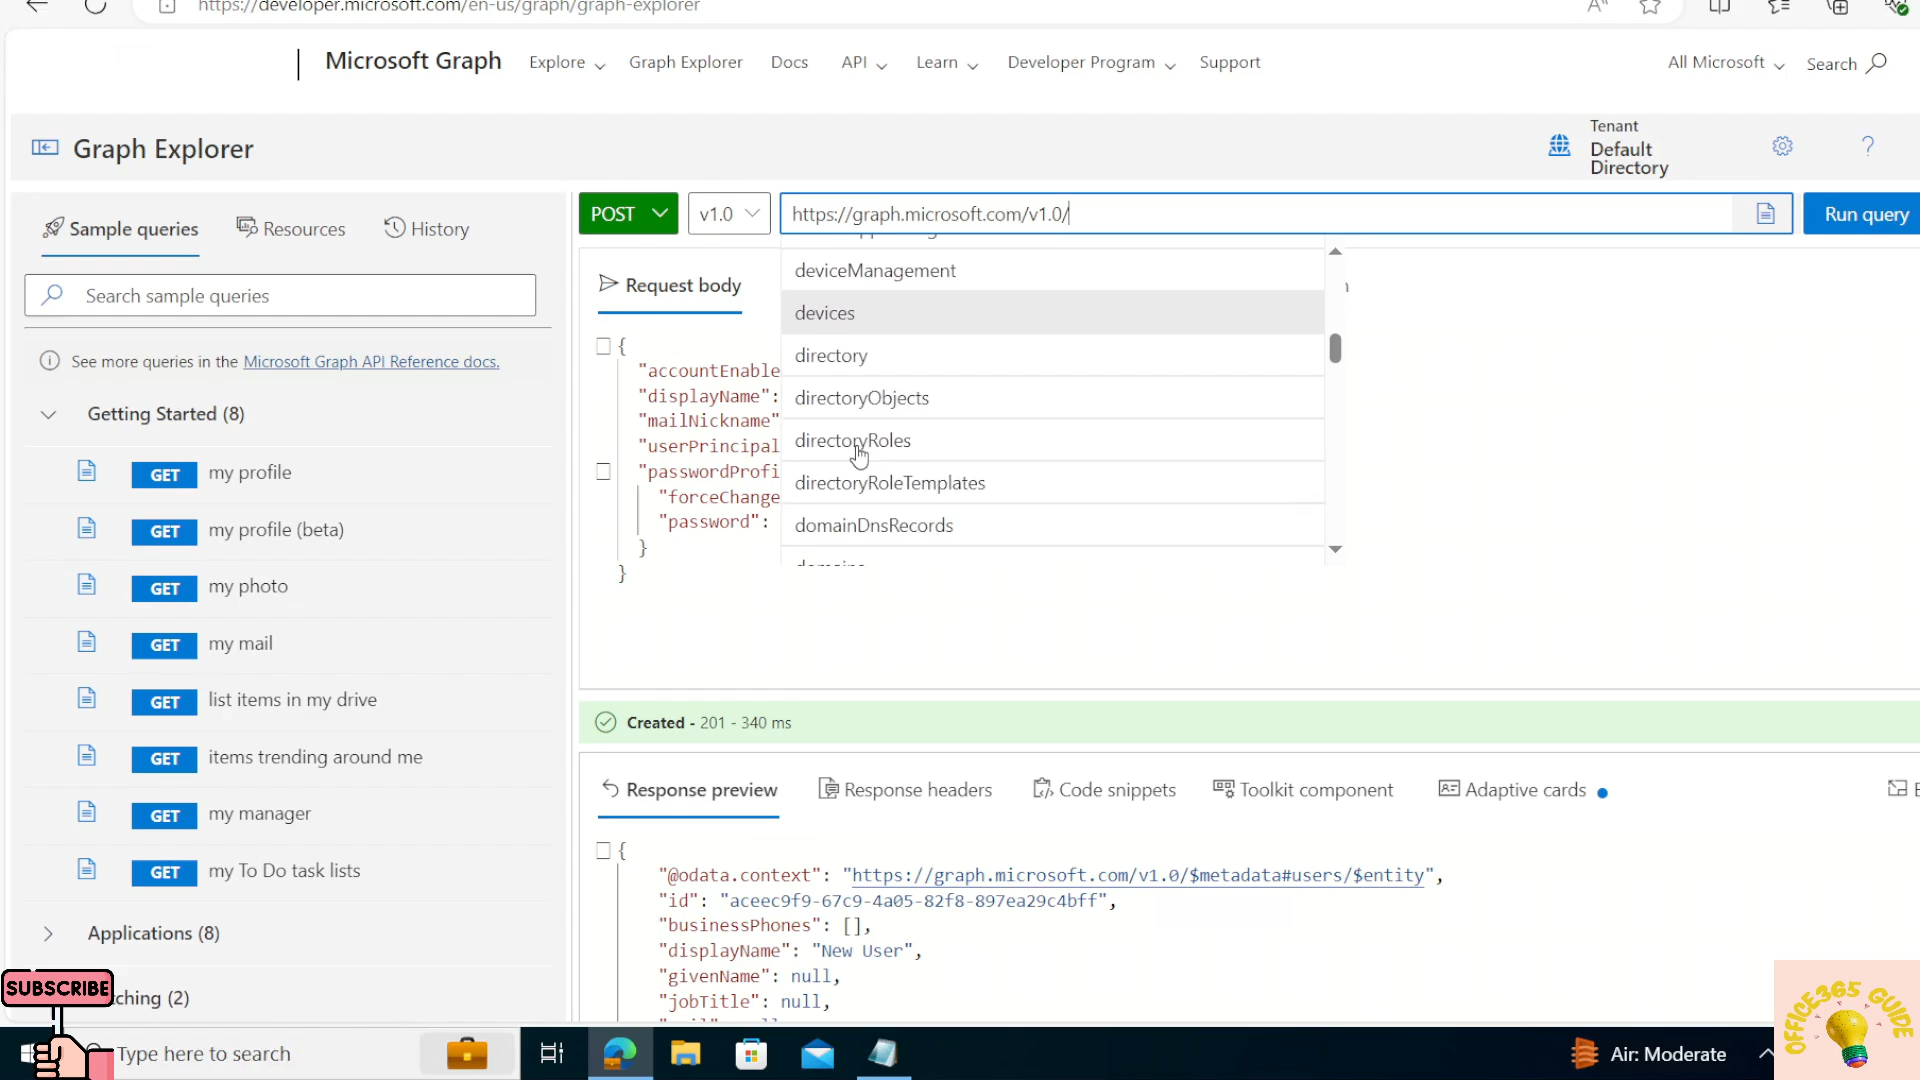 https://developer.microsoft.com/en-us/graph/graph-explorer
Microsoft Graph
Explore
Graph Explorer
Docs
API
Learn
Developer Program
Support
All Microsoft
Search
Graph Explorer
Tenant
Default
Directory
?
Sample queries
Resources
History
POST
v1.0
https://graph.microsoft.com/v1.0/
Run query
Search sample queries
See more queries in the Microsoft Graph API Reference docs.
Getting Started (8)
GET my profile
GET my profile (beta)
GET my photo
GET my mail
GET list items in my drive
GET items trending around me
GET my manager
GET my To Do task lists
Applications (8)
ching (2)
Request body
{
"accountEnable
"displayName":
"mailNickname"
"userPrincipal
"passwordProfi
"forceChange
"password":
}
}
deviceManagement
devices
directory
directoryObjects
directoryRoles
directoryRoleTemplates
domainDnsRecords
Created - 201 - 340 ms
Response preview
Response headers
Code snippets
Toolkit component
Adaptive cards
{
"@odata.context": "https://graph.microsoft.com/v1.0/$metadata#users/$entity",
"id": "aceec9f9-67c9-4a05-82f8-897ea29c4bff",
"businessPhones": [],
"displayName": "New User",
"givenName": null,
"jobTitle": null,
SUBSCRIBE
Type here to search
Air: Moderate
OFFICE365 GUIDE